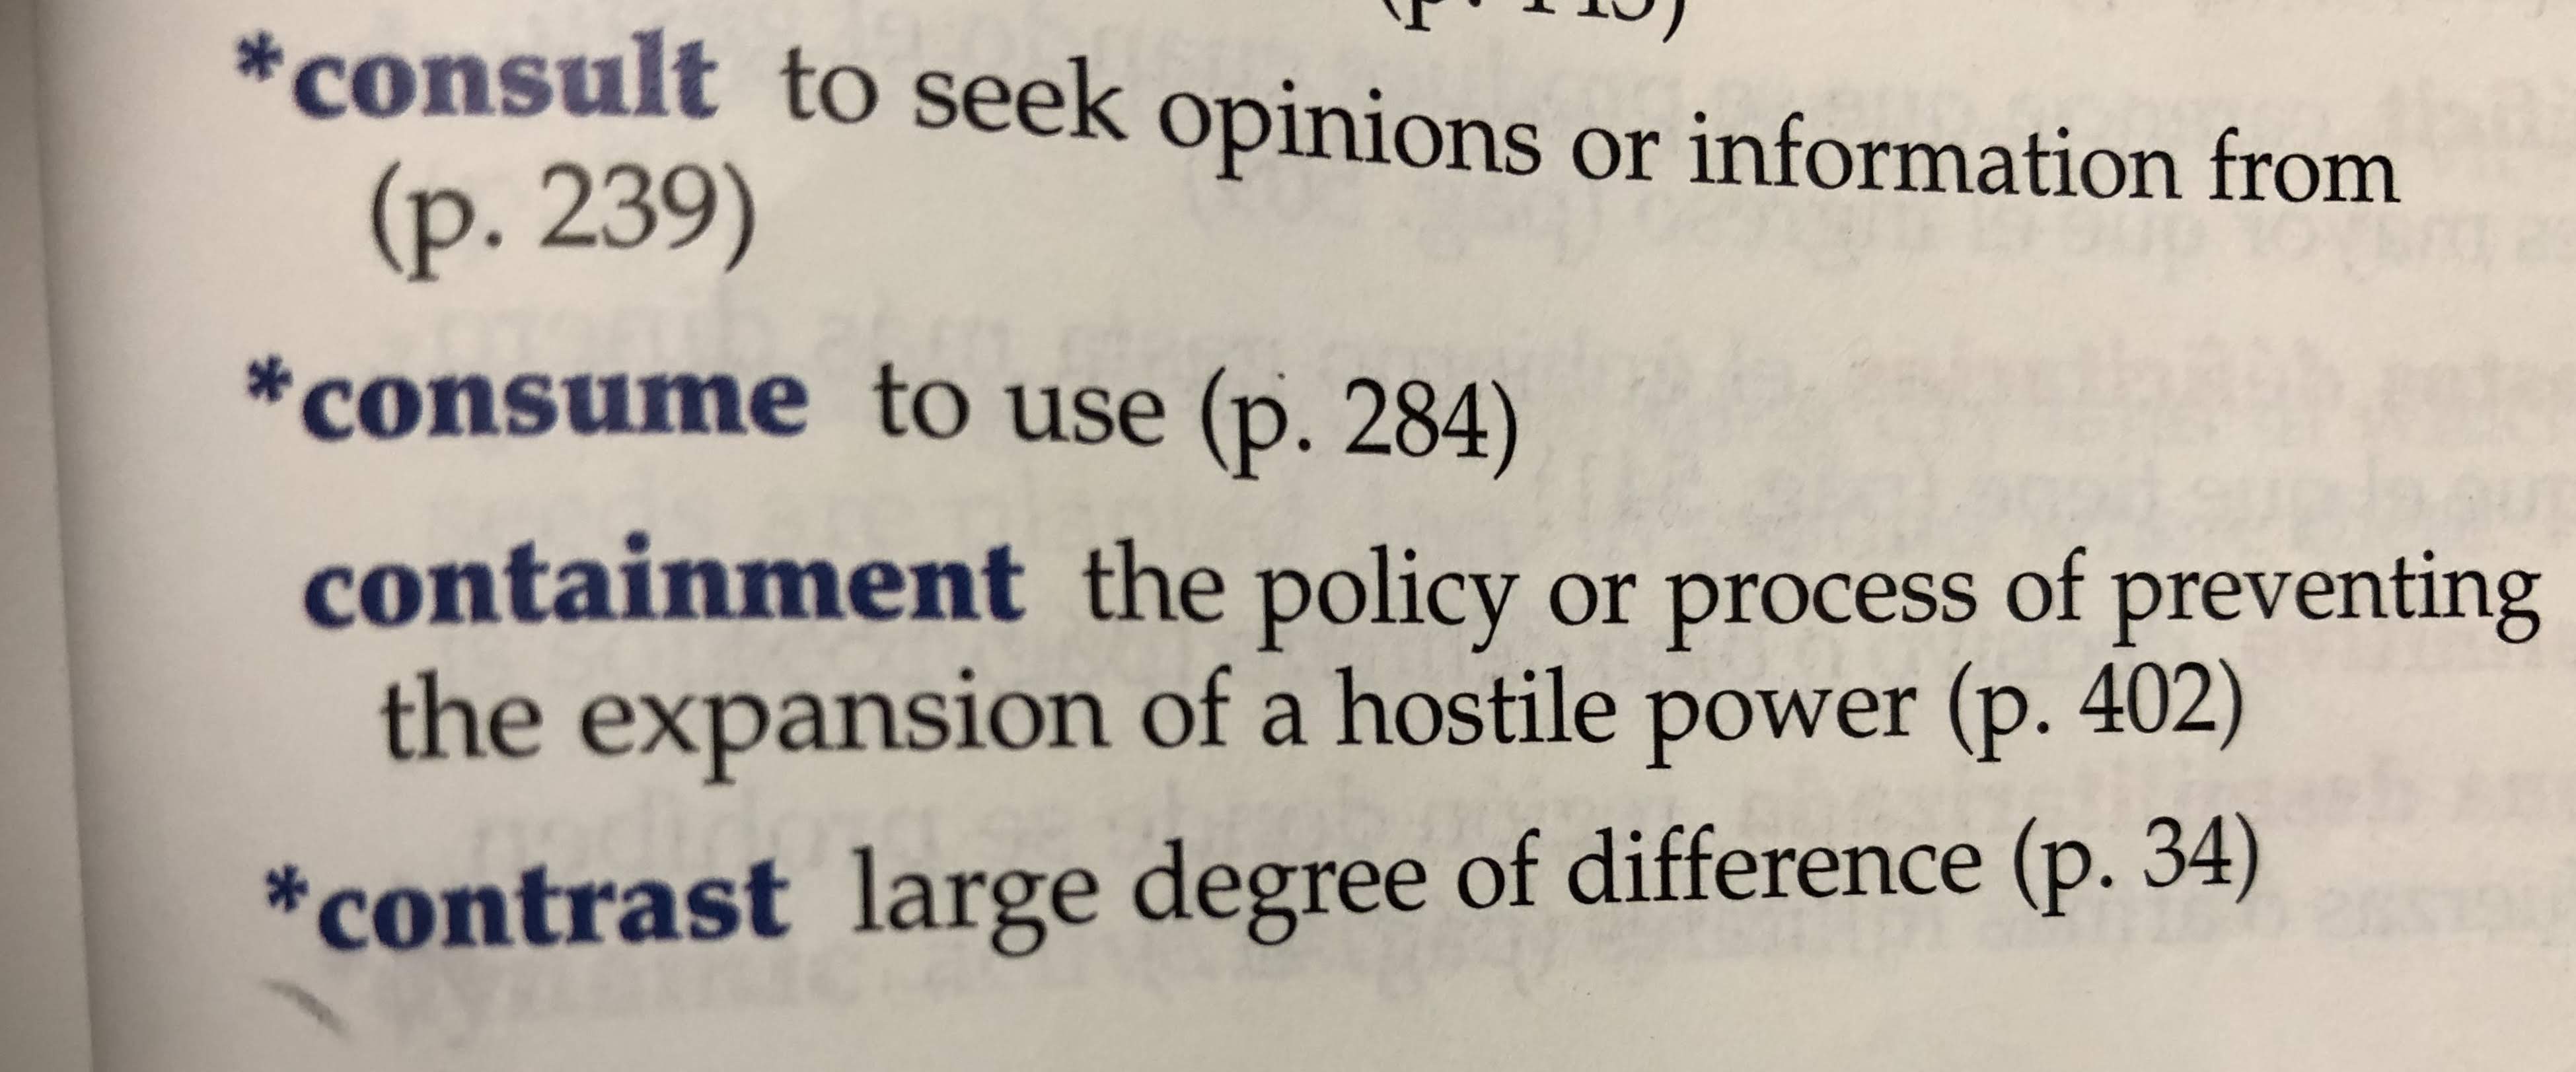 *consult to seek opinions or information from
(p. 239)
*consume to use (p. 284)
containment the policy or process of preventing
the expansion of a hostile power (p. 402)
*contrast large degree of difference (p. 34)